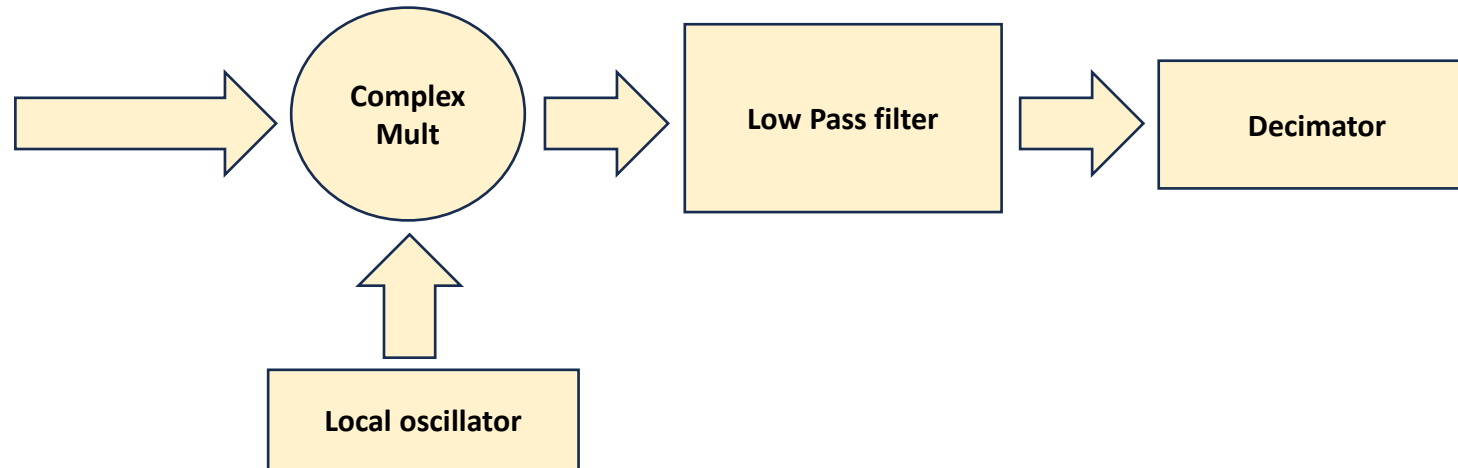 Complex
Mult
Low Pass filter
Decimator
Local oscillator